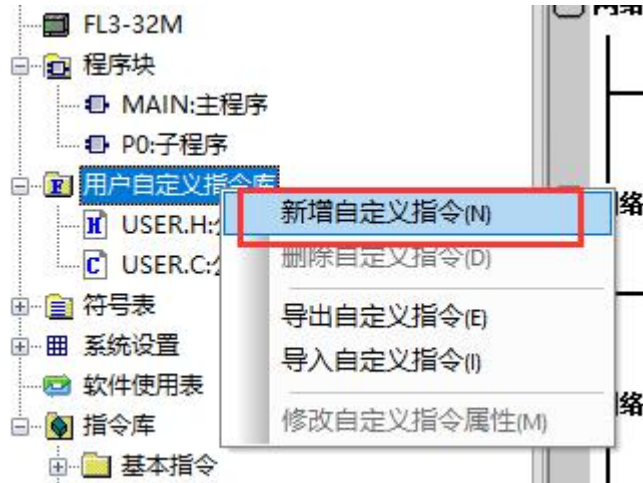 FL3-32M
程序块
MAIN:主程序
P0:子程序
用户自定义指令库
新增自定义指令(N)
USER.H:
删除自定义指令(D)
USER.C:
导出自定义指令(E)
符号表
导入自定义指令(I)
系统设置
软件使用表
修改自定义指令属性(M)
指令库
基本指令
网络
网络
网络